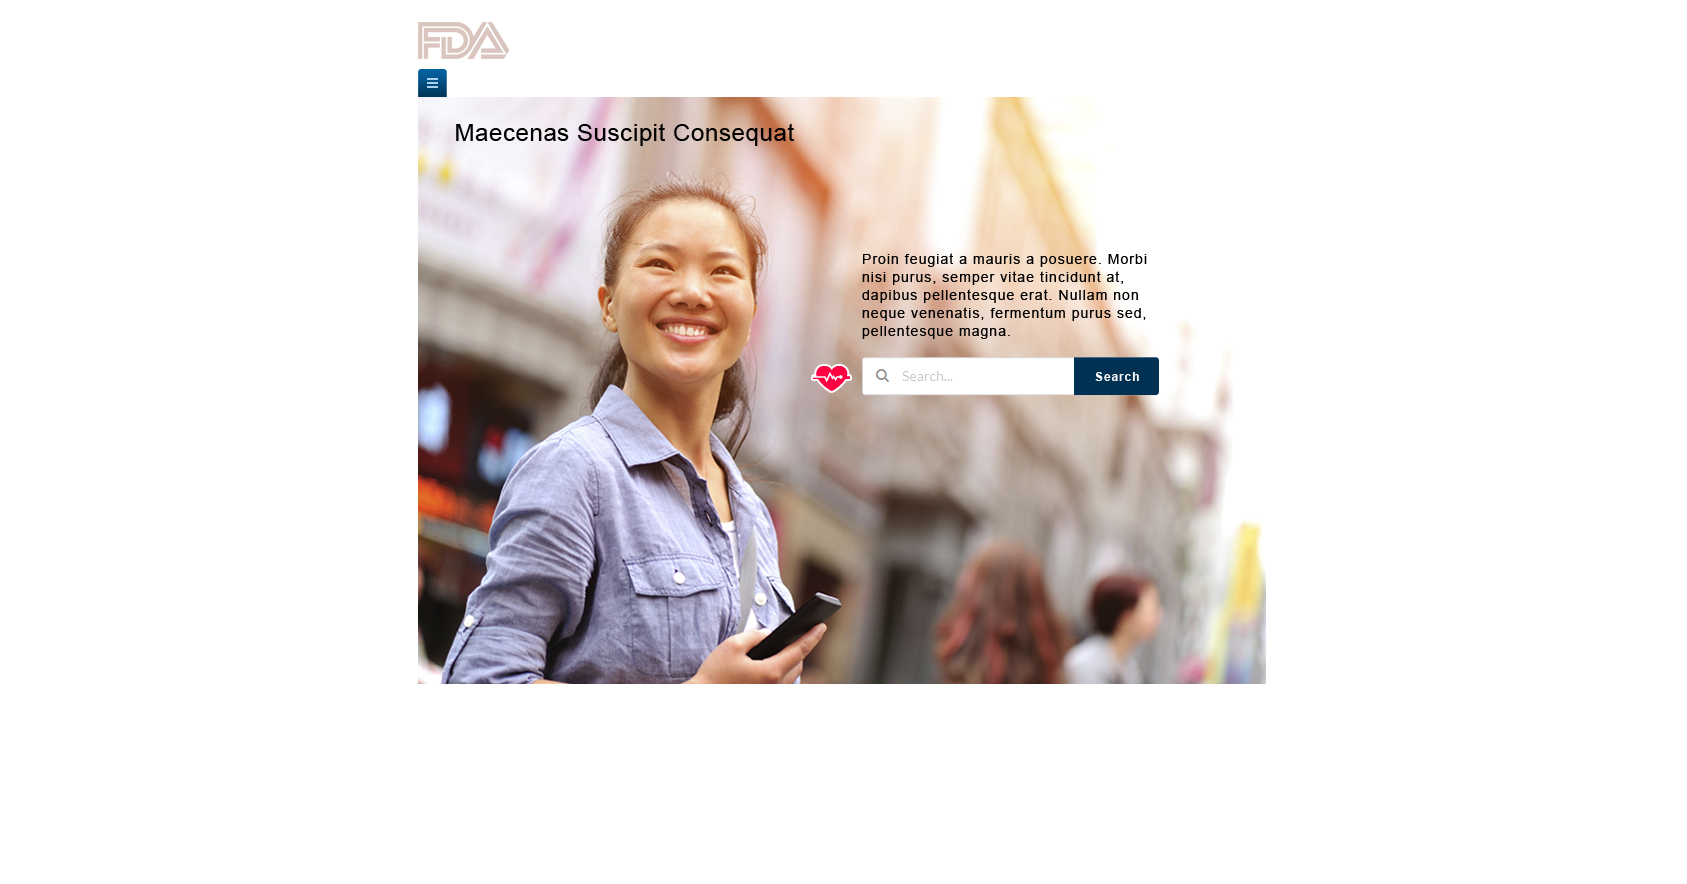 FDA
Maecenas Suscipit Consequat
Proin feugiat a mauris a posuere. Morbi
nisi purus, semper vitae tincidunt at,
dapibus pellentesque erat. Nullam non
neque venenatis, fermentum purus sed,
pellentesque magna.
Search...
Search